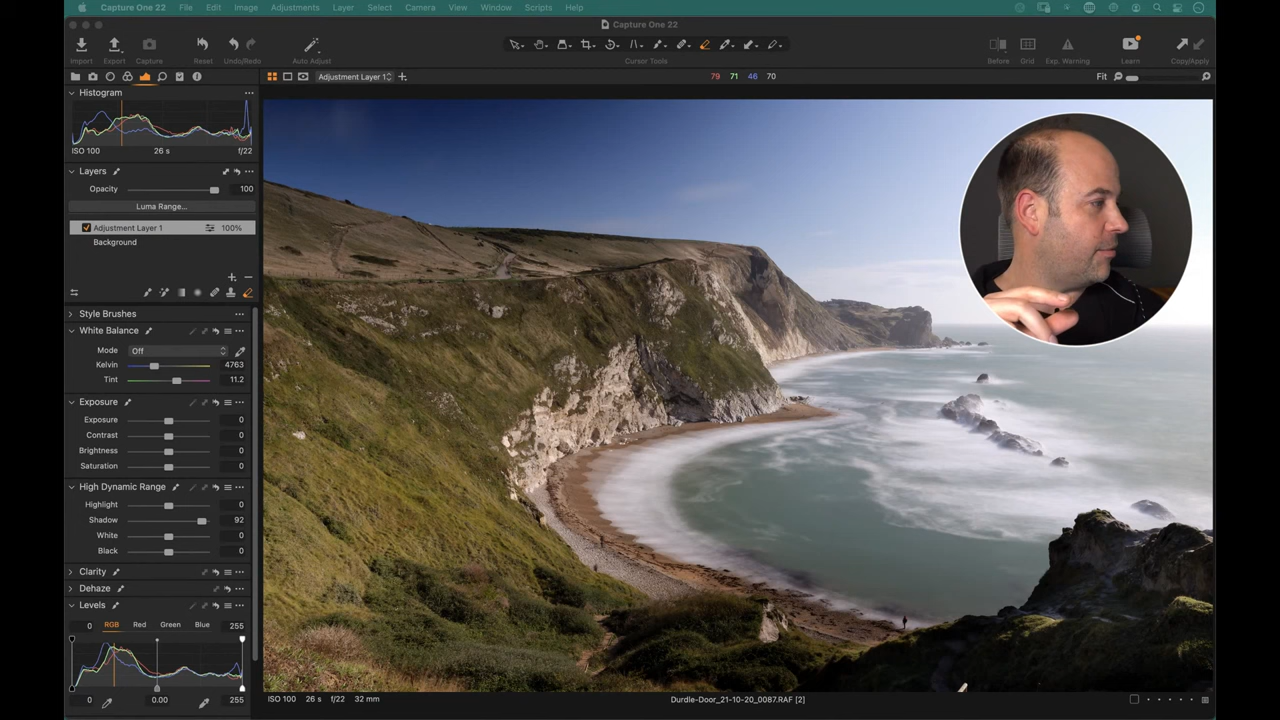 Capture One 22 File Edit Image Adjustments Layer Select Camera View Window Scripts Help
Capture One 22
Import Export Capture Reset Undo/Redo Auto Adjust Cursor Tools Before Grid Exp. Warning Learn Copy/Apply
Adjustment Layer 1
79 71 46 70
Fit
Histogram
ISO 100 26 s f/22
Layers
Opacity 100
Luma Range...
Adjustment Layer 1 100%
Background
Style Brushes
White Balance
Mode Off
Kelvin 4763
Tint 11.2
Exposure
Exposure 0
Contrast 0
Brightness 0
Saturation 0
High Dynamic Range
Highlight 0
Shadow 92
White 0
Black 0
Clarity
Dehaze
Levels
0 RGB Red Green Blue 255
0 0.00 255
ISO 100 26 s f/22 32 mm Durdle-Door_21-10-20_0087.RAF [2]